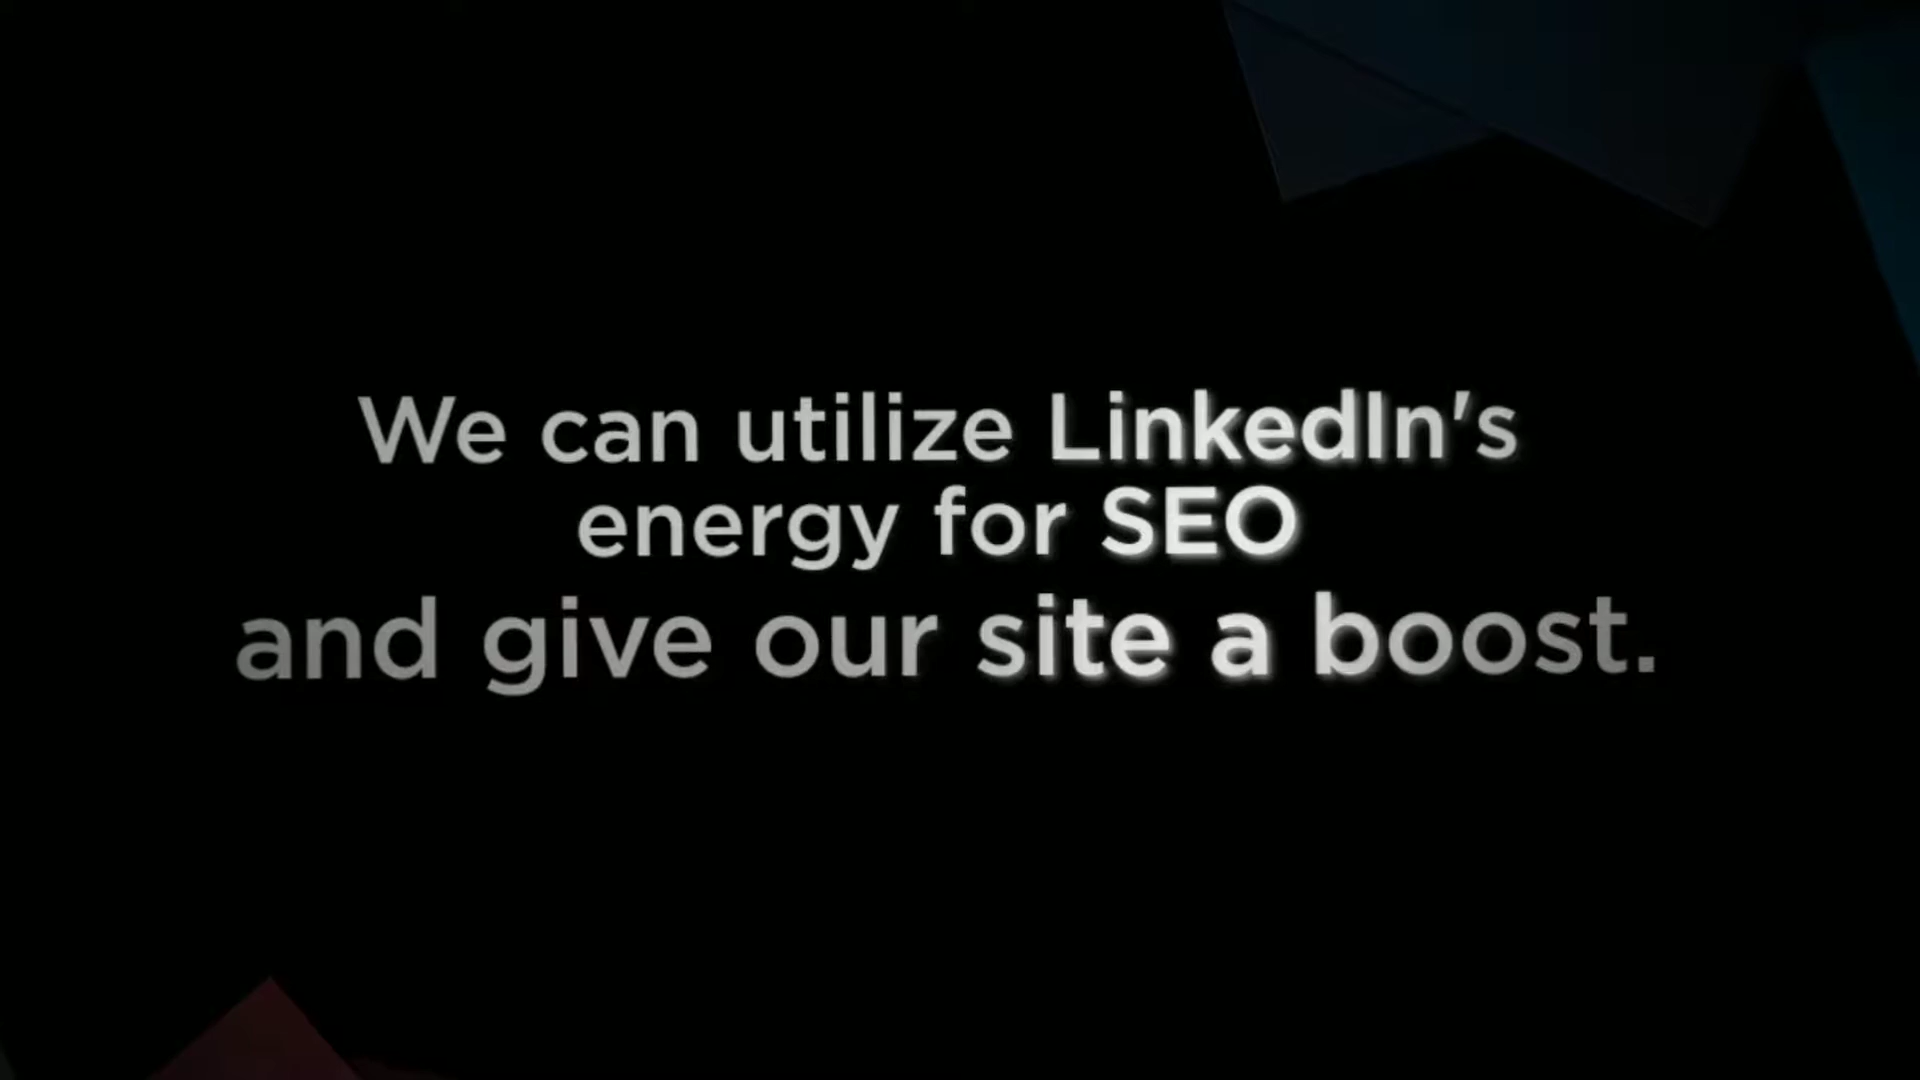 We can utilize LinkedIn's
energy for SEO
and give our site a boost.